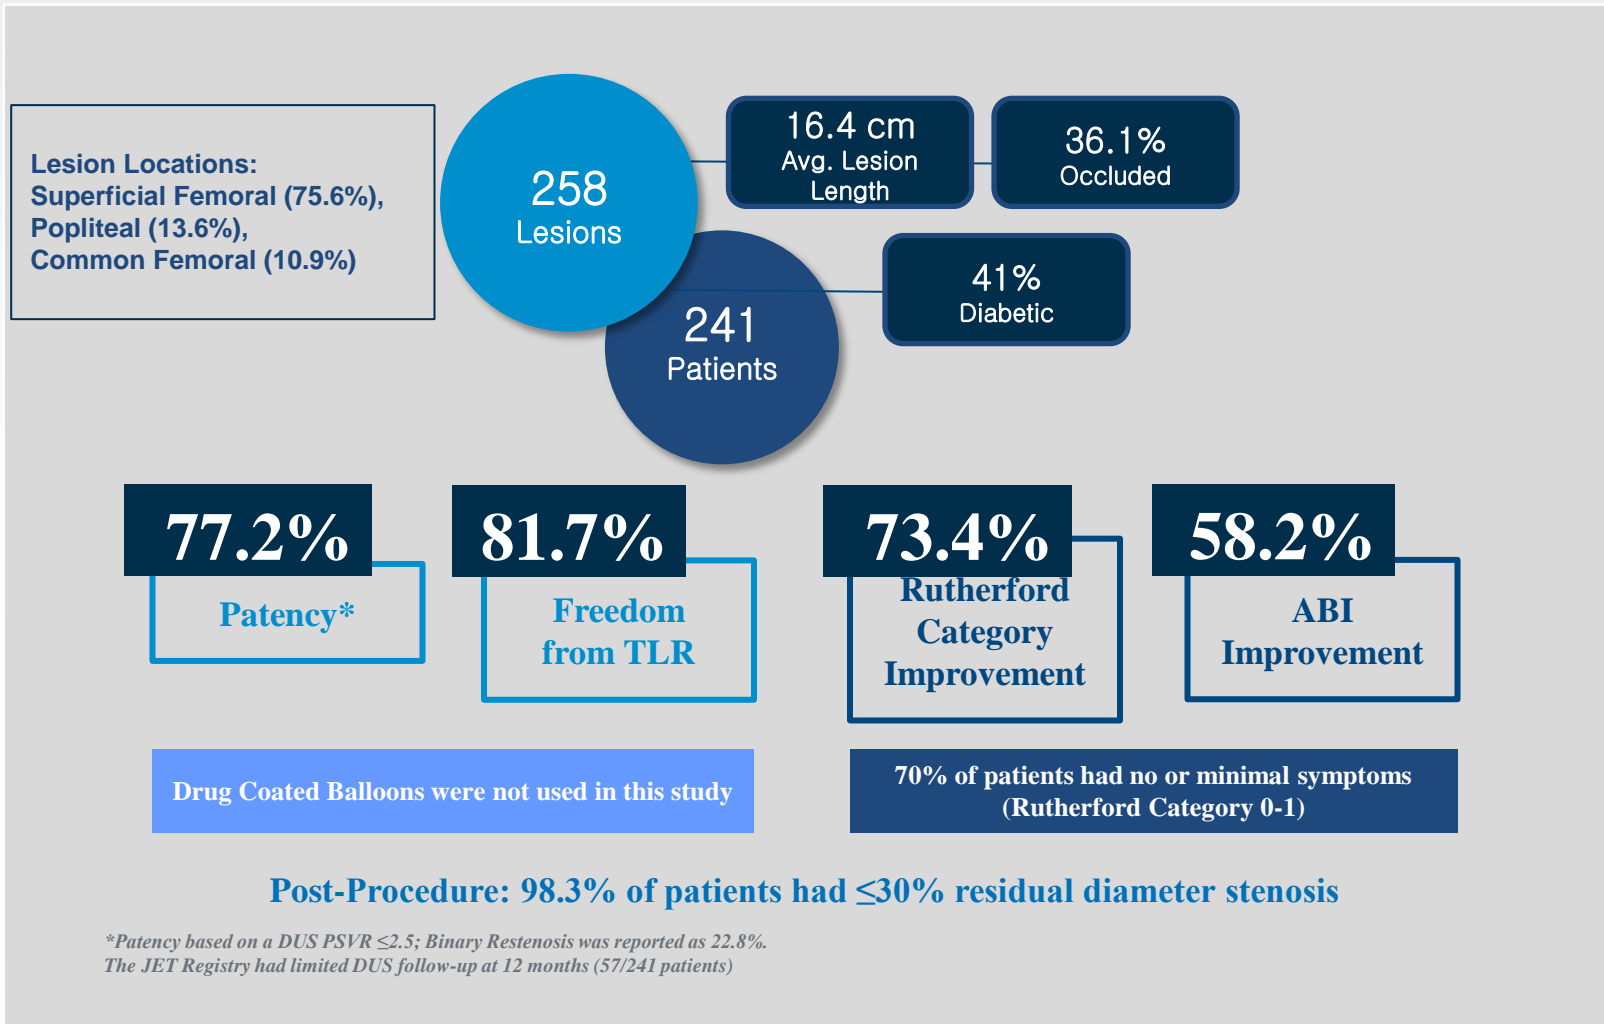 Lesion Locations:
Superficial Femoral (75.6%),
Popliteal (13.6%),
Common Femoral (10.9%)
258
Lesions
16.4 cm
Avg. Lesion
Length
36.1%
Occluded
241
Patients
41%
Diabetic
77.2%
Patency*
81.7%
Freedom
from TLR
73.4%
Rutherford
Category
Improvement
58.2%
ABI
Improvement
Drug Coated Balloons were not used in this study
70% of patients had no or minimal symptoms
(Rutherford Category 0-1)
Post-Procedure: 98.3% of patients had ≤30% residual diameter stenosis
*Patency based on a DUS PSVR ≤2.5; Binary Restenosis was reported as 22.8%.
The JET Registry had limited DUS follow-up at 12 months (57/241 patients)